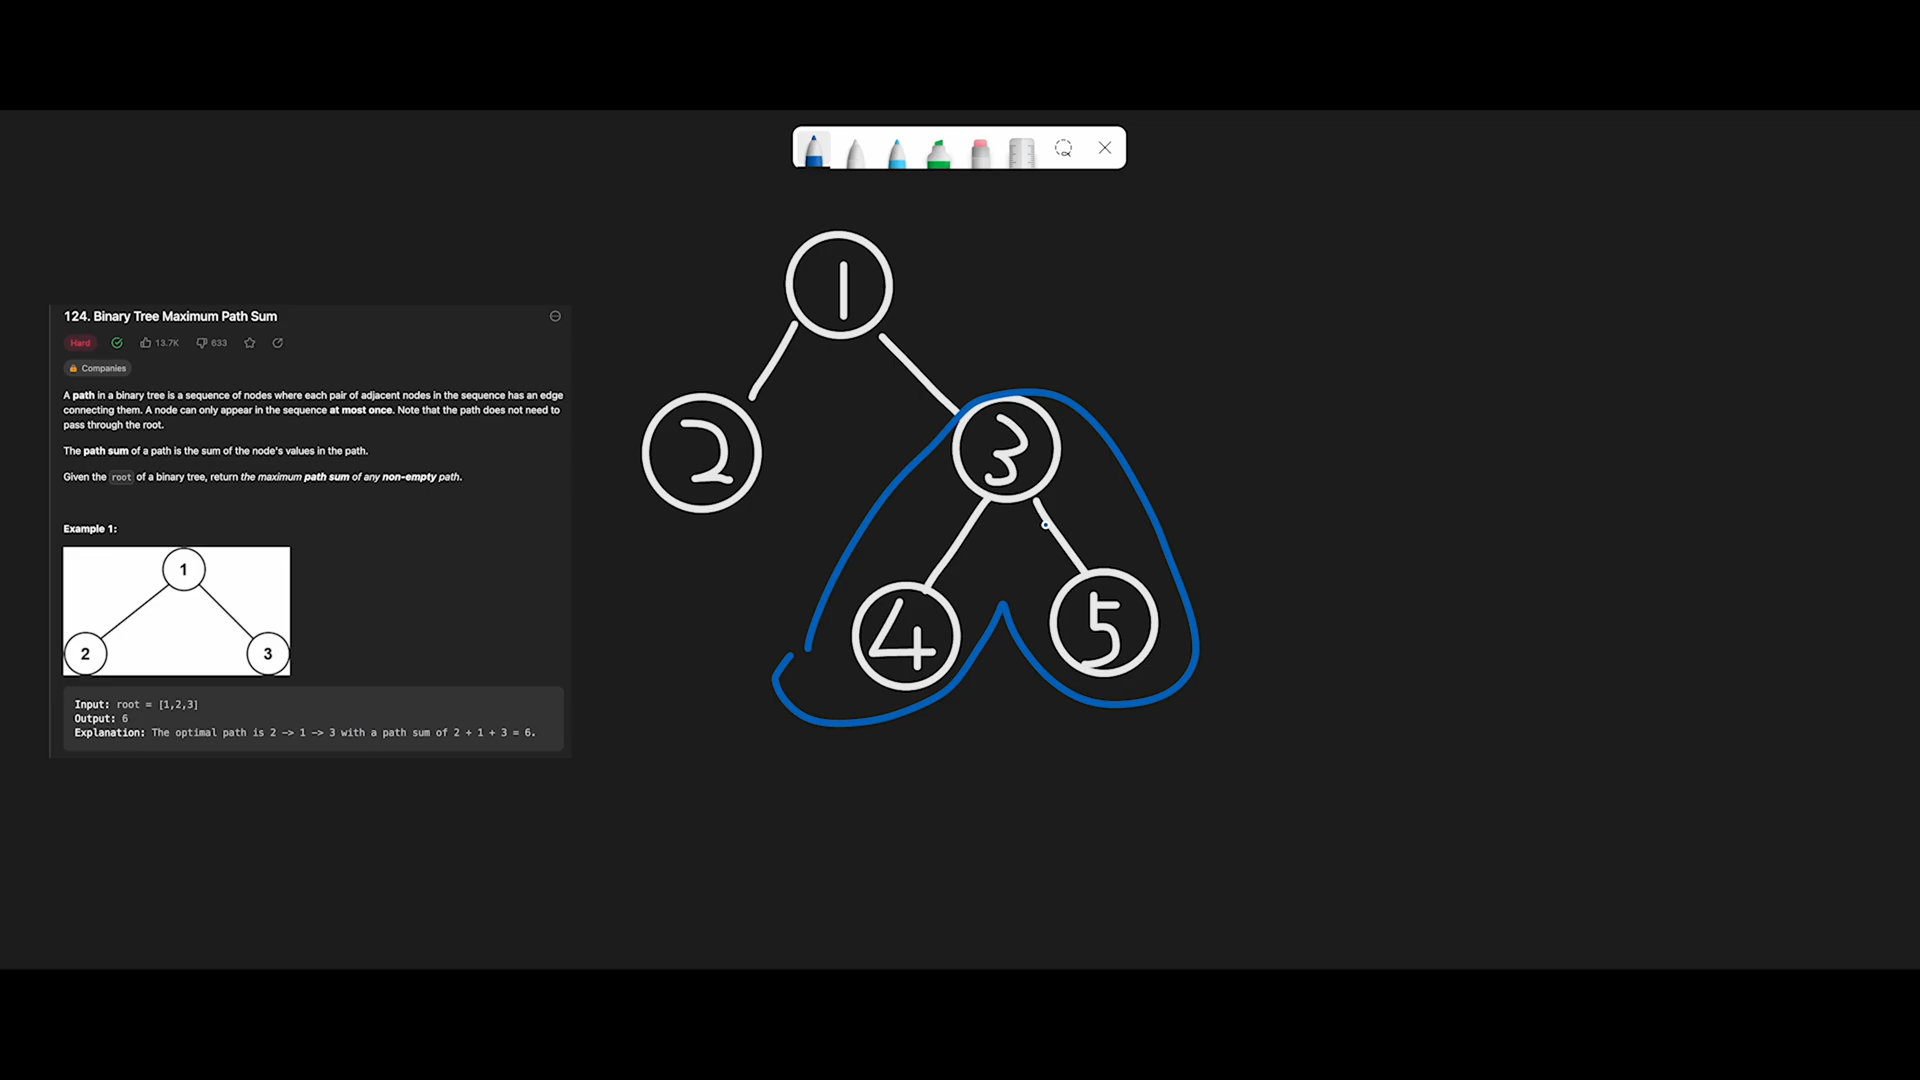 124. Binary Tree Maximum Path Sum
Hard 13.7K 633
Companies
A path in a binary tree is a sequence of nodes where each pair of adjacent nodes in the sequence has an edge
connecting them. A node can only appear in the sequence at most once. Note that the path does not need to
pass through the root.
The path sum of a path is the sum of the node's values in the path.
Given the root of a binary tree, return the maximum path sum of any non-empty path.
Example 1:
1
2 3
Input: root = [1,2,3]
Output: 6
Explanation: The optimal path is 2 -> 1 -> 3 with a path sum of 2 + 1 + 3 = 6.
1
2 3
4 5